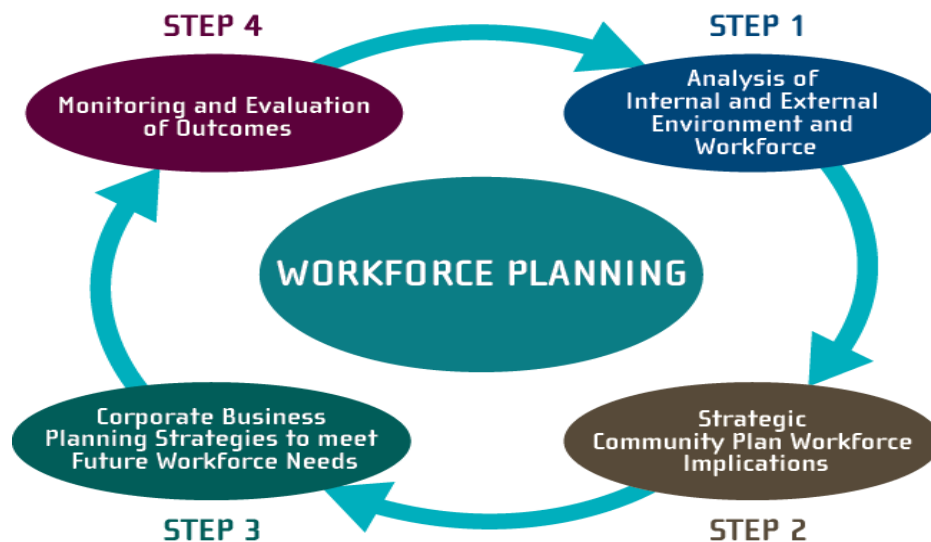 STEP 4
Monitoring and Evaluation
of Outcomes
STEP 1
Analysis of
Internal and External
Environment and
Workforce
WORKFORCE PLANNING
Corporate Business
Planning Strategies to meet
Future Workforce Needs
STEP 3
Strategic
Community Plan Workforce
Implications
STEP 2